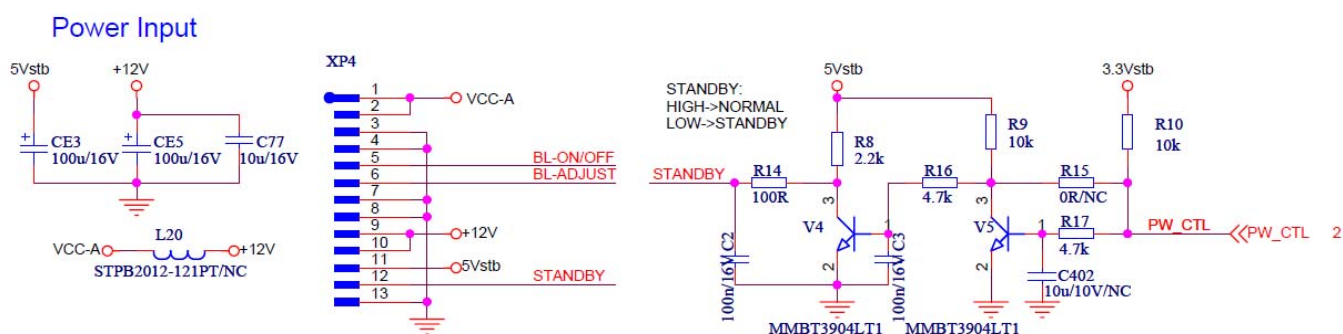 Power Input
5Vstb
+12V
CE3
100u/16V
CE5
100u/16V
C77
10u/16V
VCC-A
L20
+12V
STPB2012-121PT/NC
XP4
1
2
3
4
5
6
7
8
9
10
11
12
13
VCC-A
BL-ON/OFF
BL-ADJUST
+12V
5Vstb
STANDBY
STANDBY:
HIGH->NORMAL
LOW->STANDBY
5Vstb
3.3Vstb
R8
2.2k
R9
10k
R10
10k
STANDBY
R14
100R
R16
4.7k
R15
0R/NC
3
V4
1
2
3
V5
1
2
R17
4.7k
PW_CTL
PW_CTL 2
C2
100n/16V
C3
100n/16V
C402
10u/10V/NC
MMBT3904LT1
MMBT3904LT1